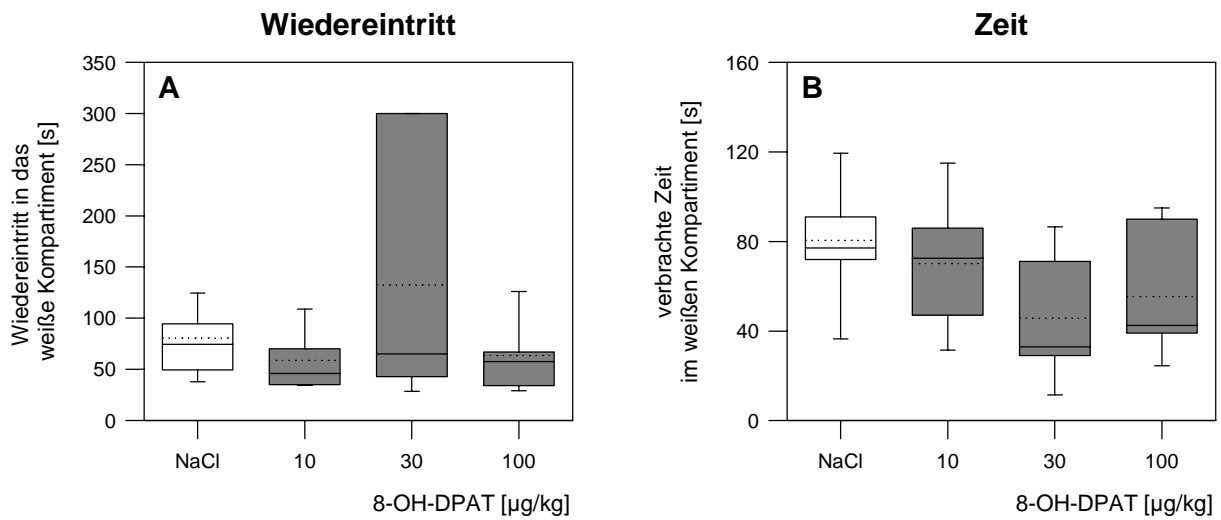 Wiedereintritt
A
Wiedereintritt in das
weiße Kompartiment [s]
350
300
250
200
150
100
50
0
NaCl 10 30 100
8-OH-DPAT [µg/kg]
Zeit
B
verbrachte Zeit
im weißen Kompartiment [s]
160
120
80
40
0
NaCl 10 30 100
8-OH-DPAT [µg/kg]